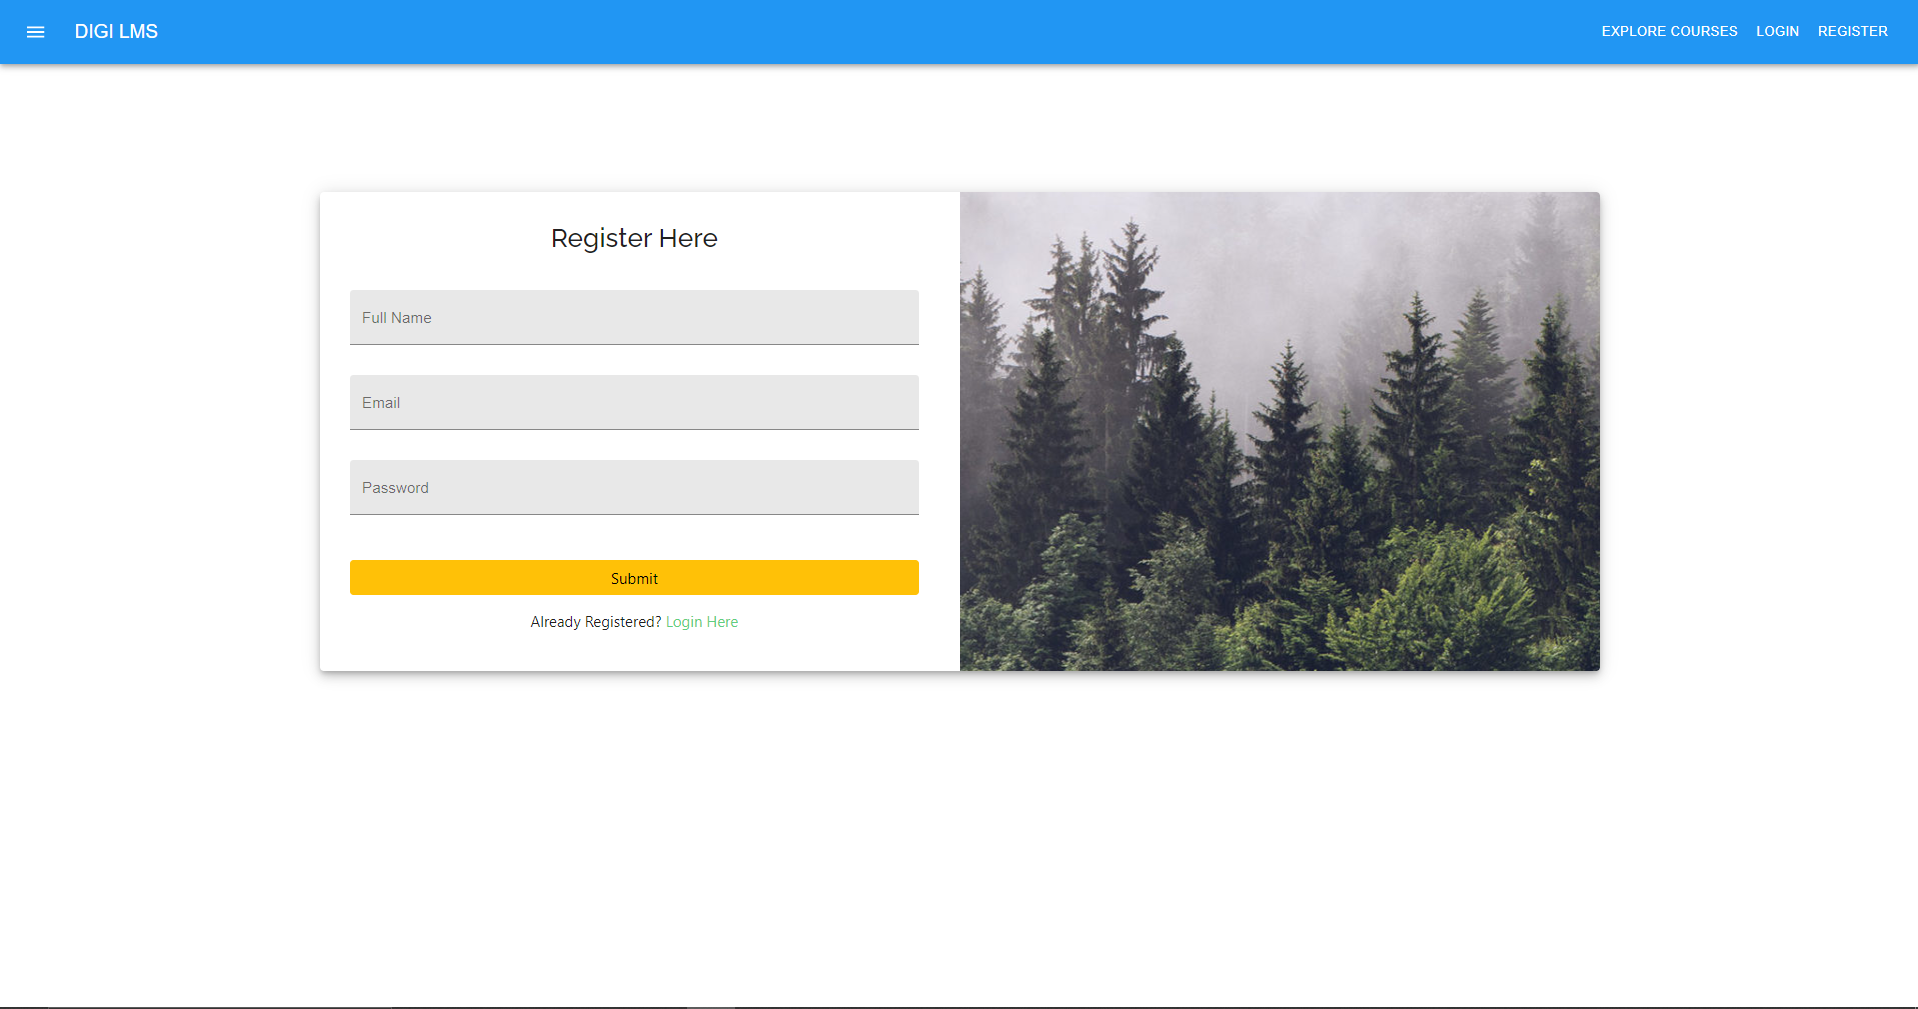 DIGI LMS
EXPLORE COURSES LOGIN REGISTER
Register Here
Full Name
Email
Password
Submit
Already Registered? Login Here